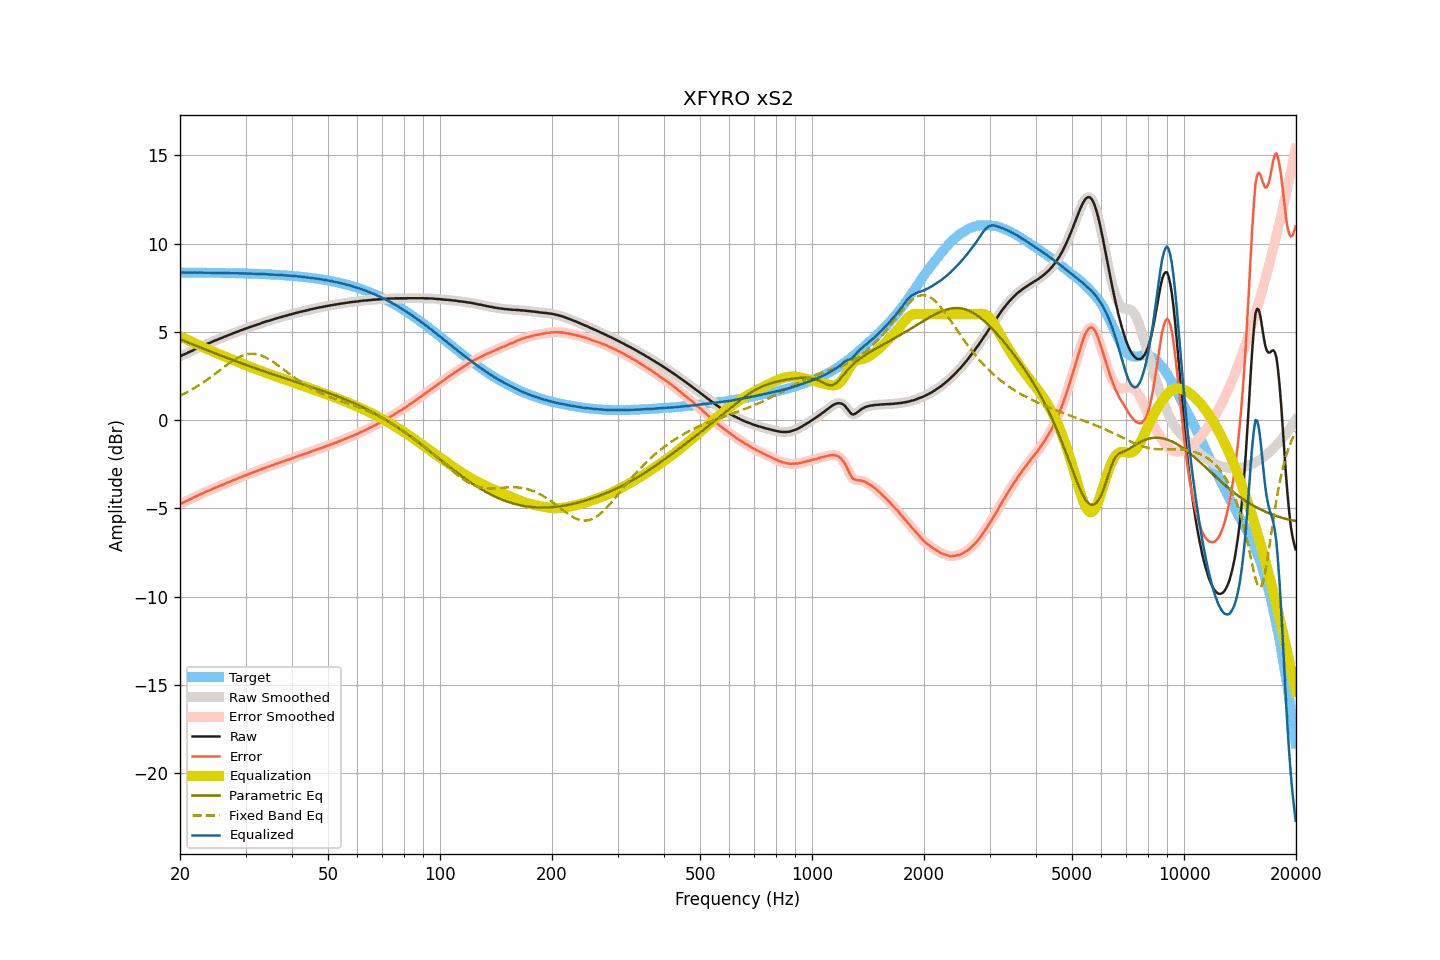 XFYRO xS2
15
10
5
0
−5
−10
−15
−20
Amplitude (dBr)
Target
Raw Smoothed
Error Smoothed
Raw
Error
Equalization
Parametric Eq
Fixed Band Eq
Equalized
20 50 100 200 500 1000 2000 5000 10000 20000
Frequency (Hz)